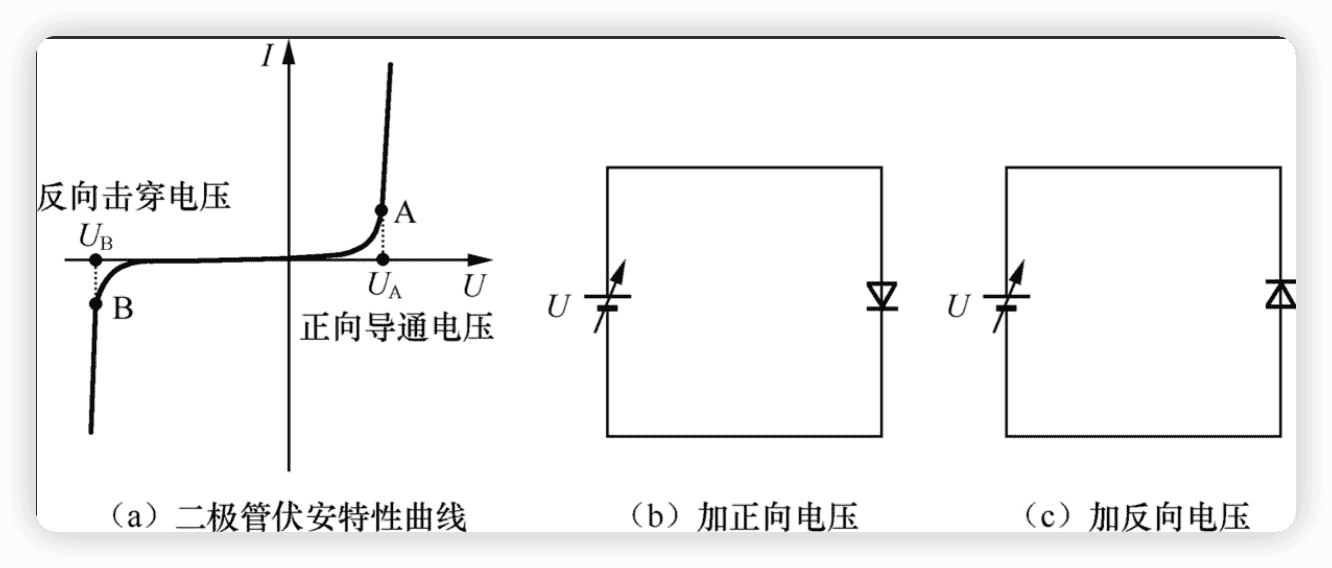 I
反向击穿电压
U_B
A
B
U_A
U
正向导通电压
(a) 二极管伏安特性曲线
U
(b) 加正向电压
U
(c) 加反向电压